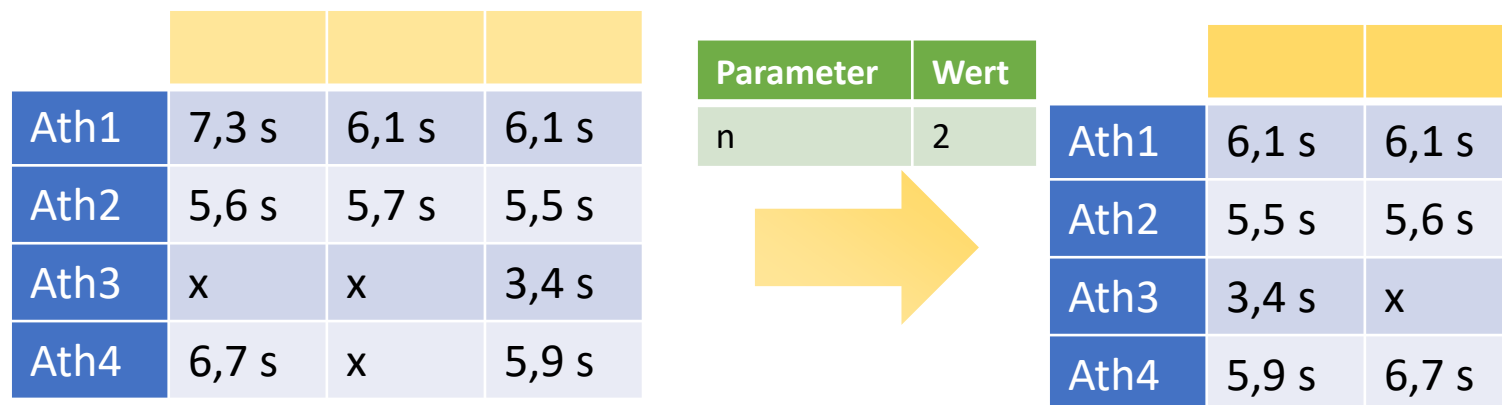 Ath1 7,3 s 6,1 s 6,1 s
Ath2 5,6 s 5,7 s 5,5 s
Ath3 x x 3,4 s
Ath4 6,7 s x 5,9 s
Parameter Wert
n 2
Ath1 6,1 s 6,1 s
Ath2 5,5 s 5,6 s
Ath3 3,4 s x
Ath4 5,9 s 6,7 s